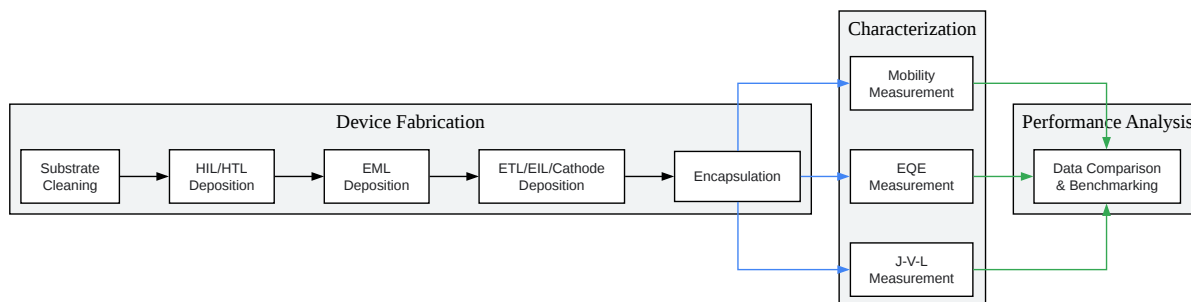 Characterization
Mobility
Measurement
Device Fabrication
Performance Analysis
Substrate
Cleaning
HIL/HTL
Deposition
EML
Deposition
ETL/EIL/Cathode
Deposition
Encapsulation
EQE
Measurement
Data Comparison
& Benchmarking
J-V-L
Measurement